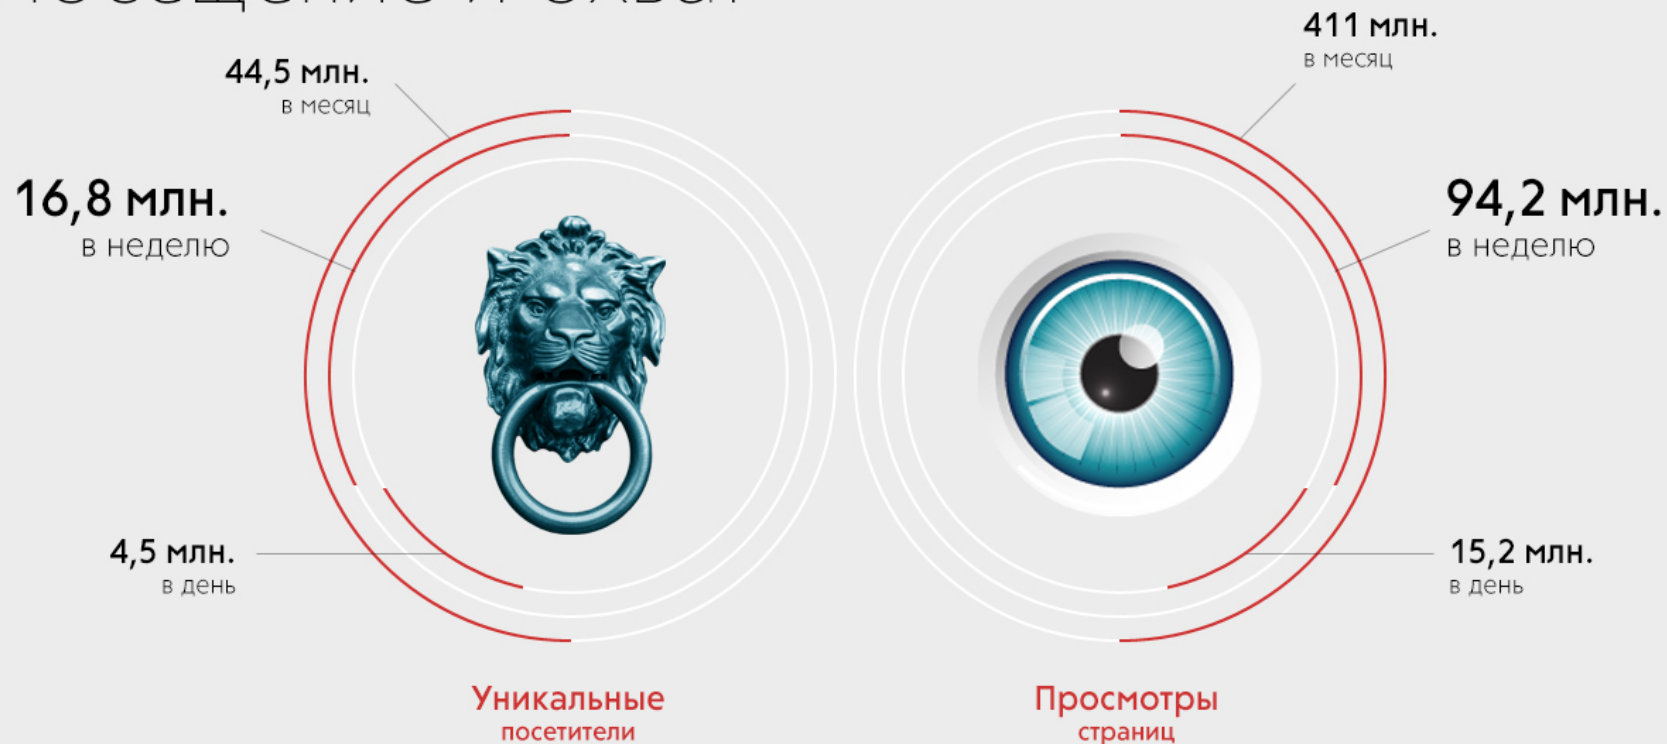 и охват
44,5 млн.
в месяц
16,8 млн.
в неделю
4,5 млн.
в день
Уникальные
посетители
411 млн.
в месяц
94,2 млн.
в неделю
15,2 млн.
в день
Просмотры
страниц